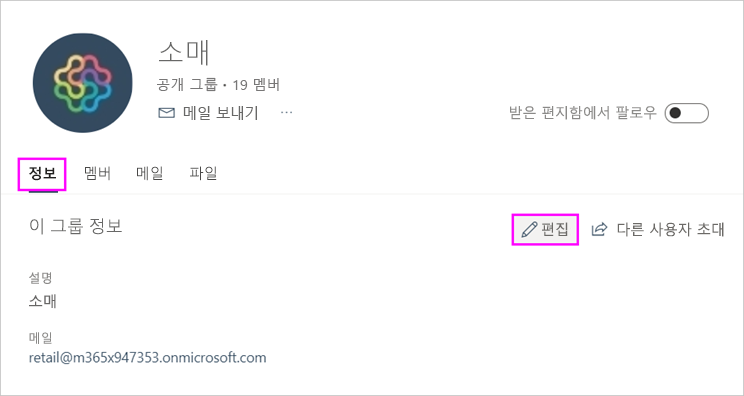 소매
공개 그룹 • 19 멤버
메일 보내기 ···
받은 편지함에서 팔로우
정보 멤버 메일 파일
이 그룹 정보
편집 다른 사용자 초대
설명
소매
메일
retail@m365x947353.onmicrosoft.com